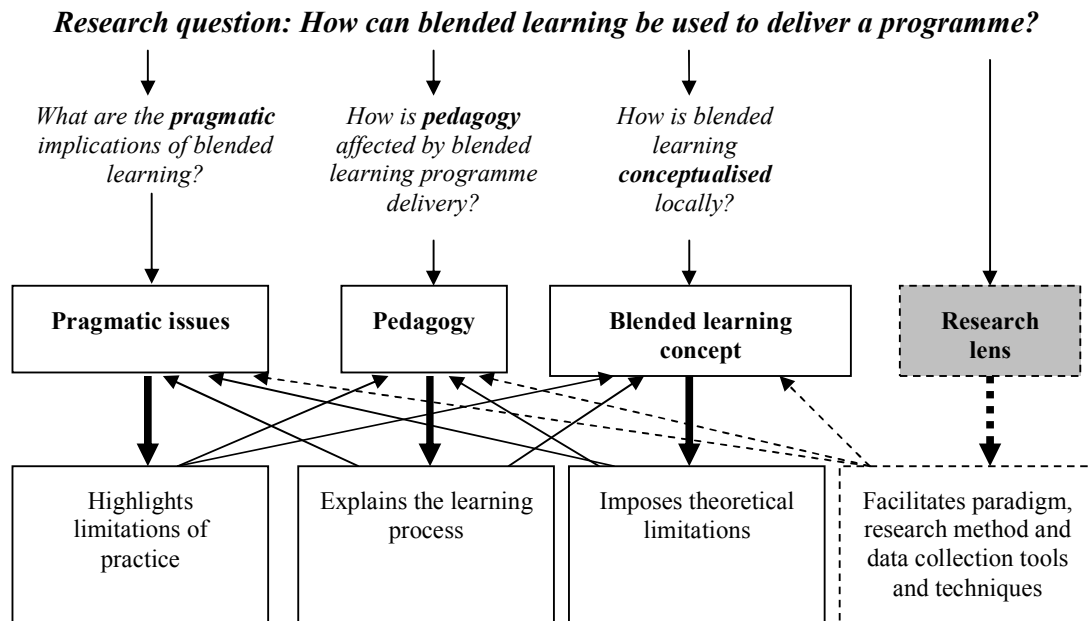 Research question: How can blended learning be used to deliver a programme?
What are the pragmatic
implications of blended
learning?
How is pedagogy
affected by blended
learning programme
delivery?
How is blended
learning
conceptualised
locally?
Pragmatic issues
Pedagogy
Blended learning
concept
Research
lens
Highlights
limitations of
practice
Explains the learning
process
Imposes theoretical
limitations
Facilitates paradigm,
research method and
data collection tools
and techniques